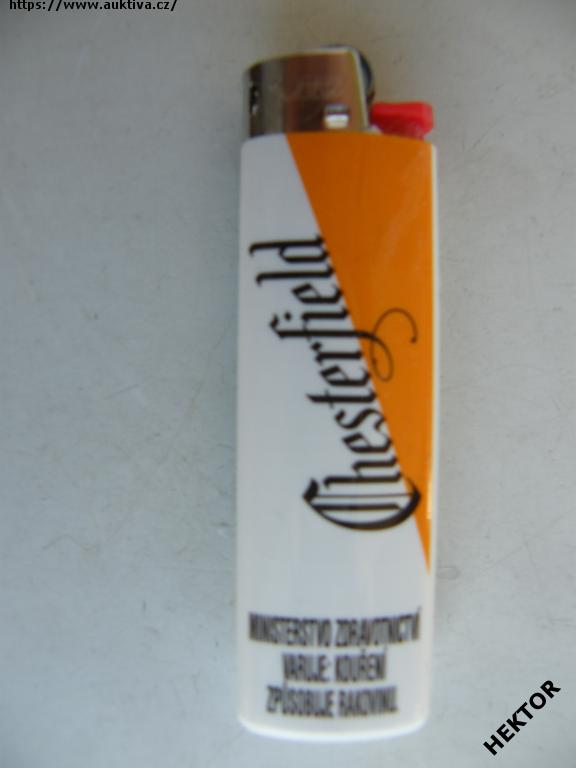 https://www.auktiva.cz/
Chesterfield
MINISTERSTVO ZDRAVOTNICTVÍ
VARUJE: KOUŘENÍ
ZPŮSOBUJE RAKOVINU.
HEKTOR